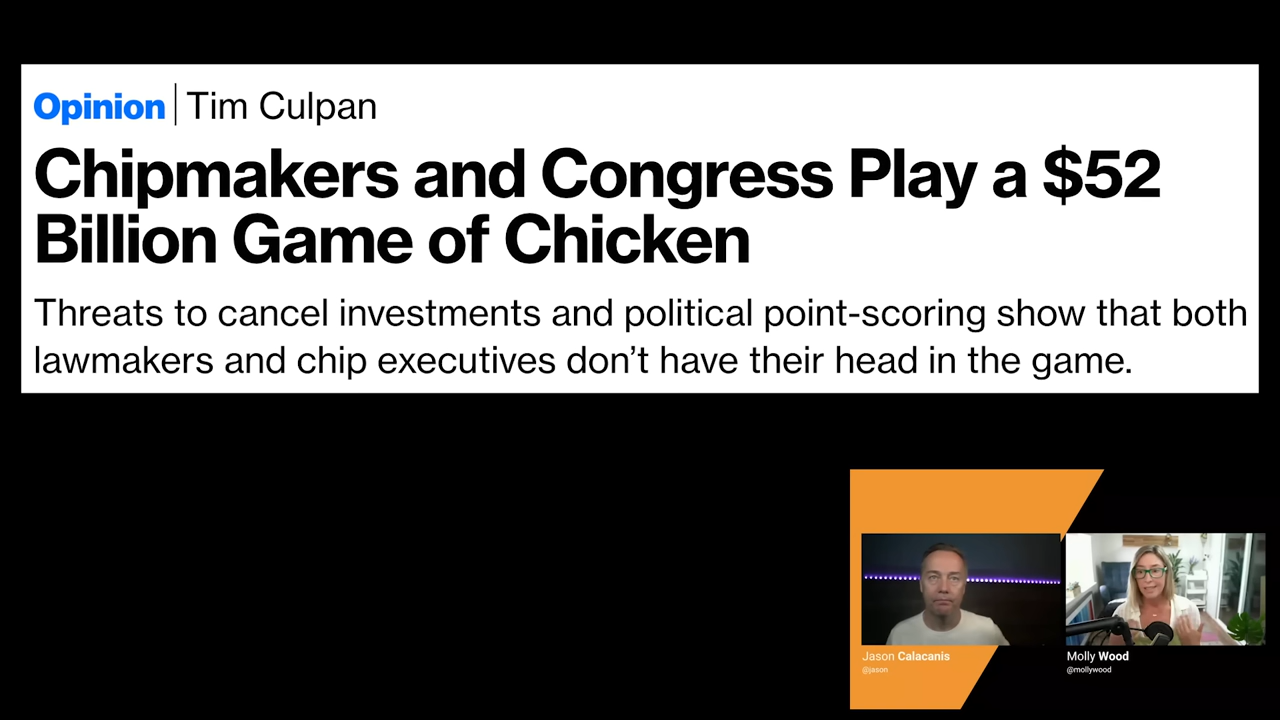 Opinion | Tim Culpan
Chipmakers and Congress Play a $52
Billion Game of Chicken
Threats to cancel investments and political point-scoring show that both
lawmakers and chip executives don’t have their head in the game.
Jason Calacanis
@jason
Molly Wood
@mollywood